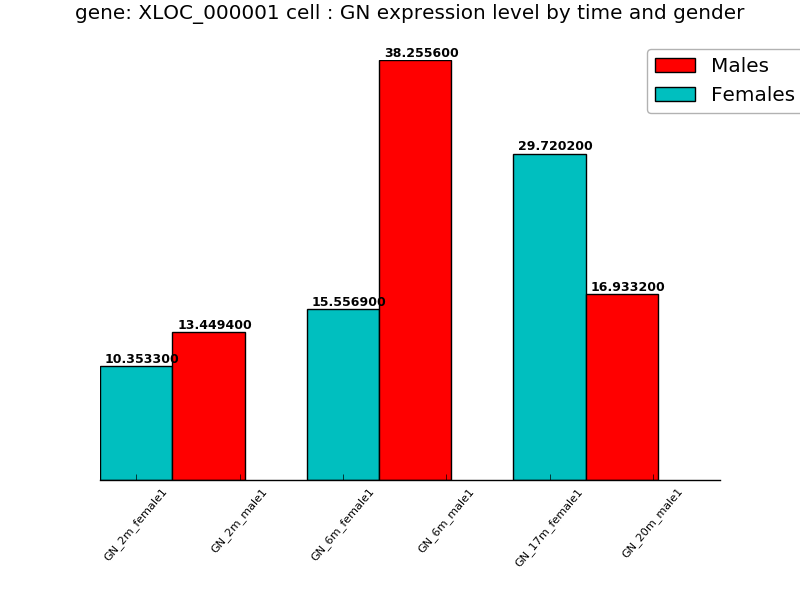 gene: XLOC_000001 cell : GN expression level by time and gender
38.255600
Males
Females
29.720200
15.556900
16.933200
13.449400
10.353300
GN_2m_female1
GN_2m_male1
GN_6m_female1
GN_6m_male1
GN_17m_female1
GN_20m_male1